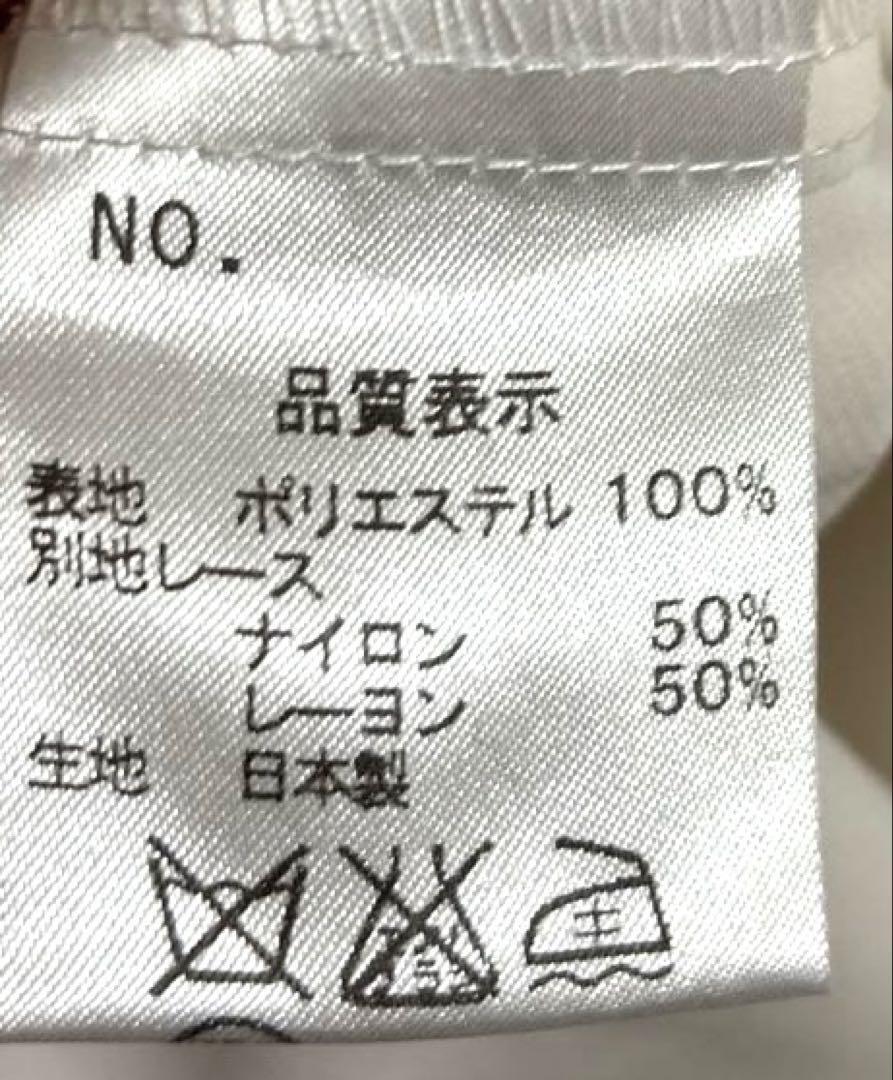 NO.
品質表示
表地 ポリエステル 100%
別地レース
ナイロン 50%
レーヨン 50%
生地 日本製
中